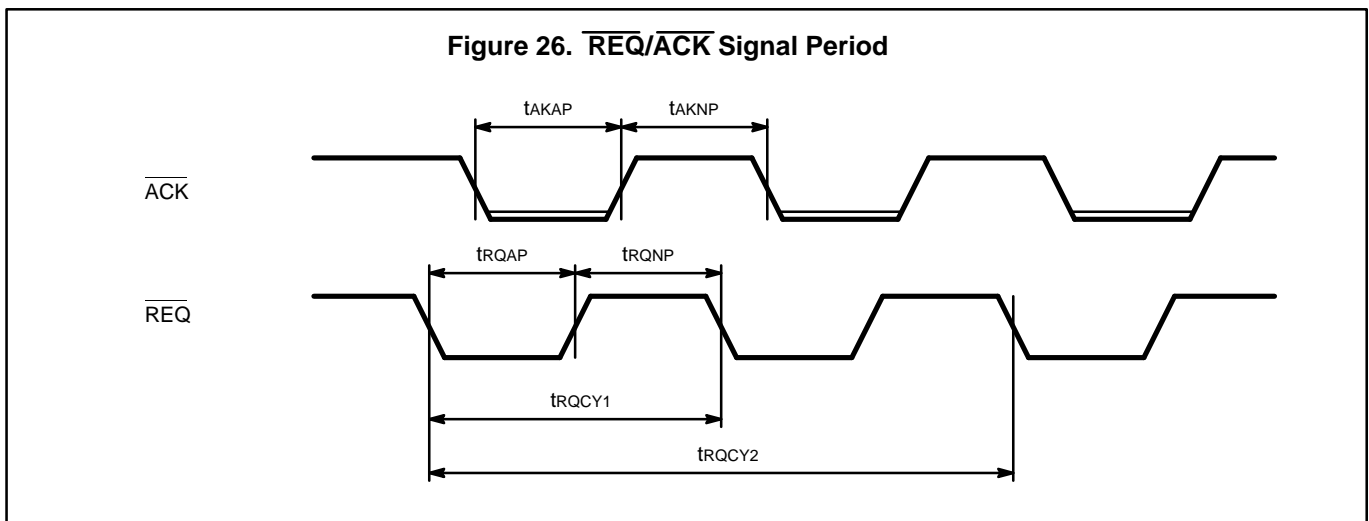 Figure 26. REQ/ACK Signal Period
tAKAP tAKNP
ACK
tRQAP tRQNP
REQ
tRQCY1
tRQCY2